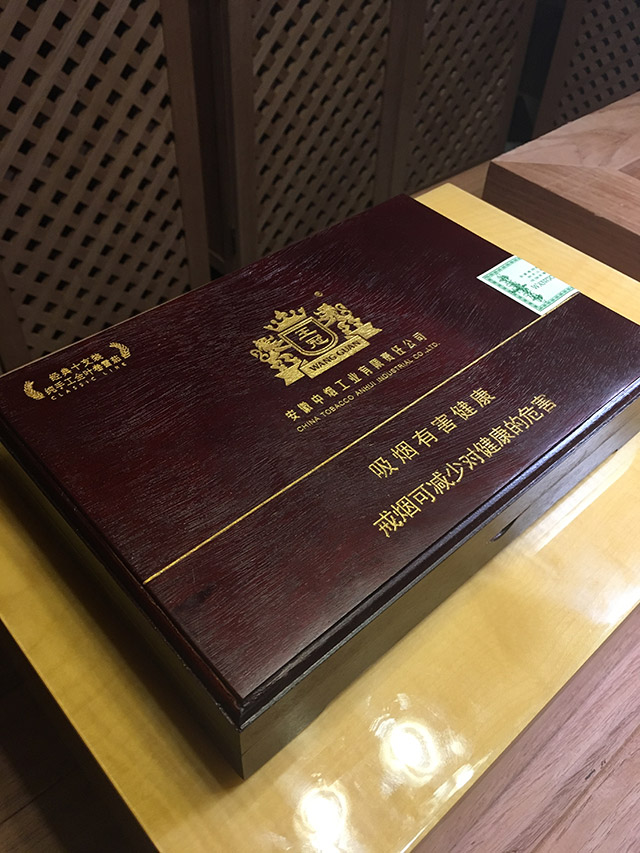 经典十支装
纯手工全叶卷雪茄
CLASSIC LINE
®
王冠
WANG GUAN
安徽中烟工业有限责任公司
CHINA TOBACCO ANHUI INDUSTRIAL CO.,LTD.
吸烟有害健康
戒烟可减少对健康的危害